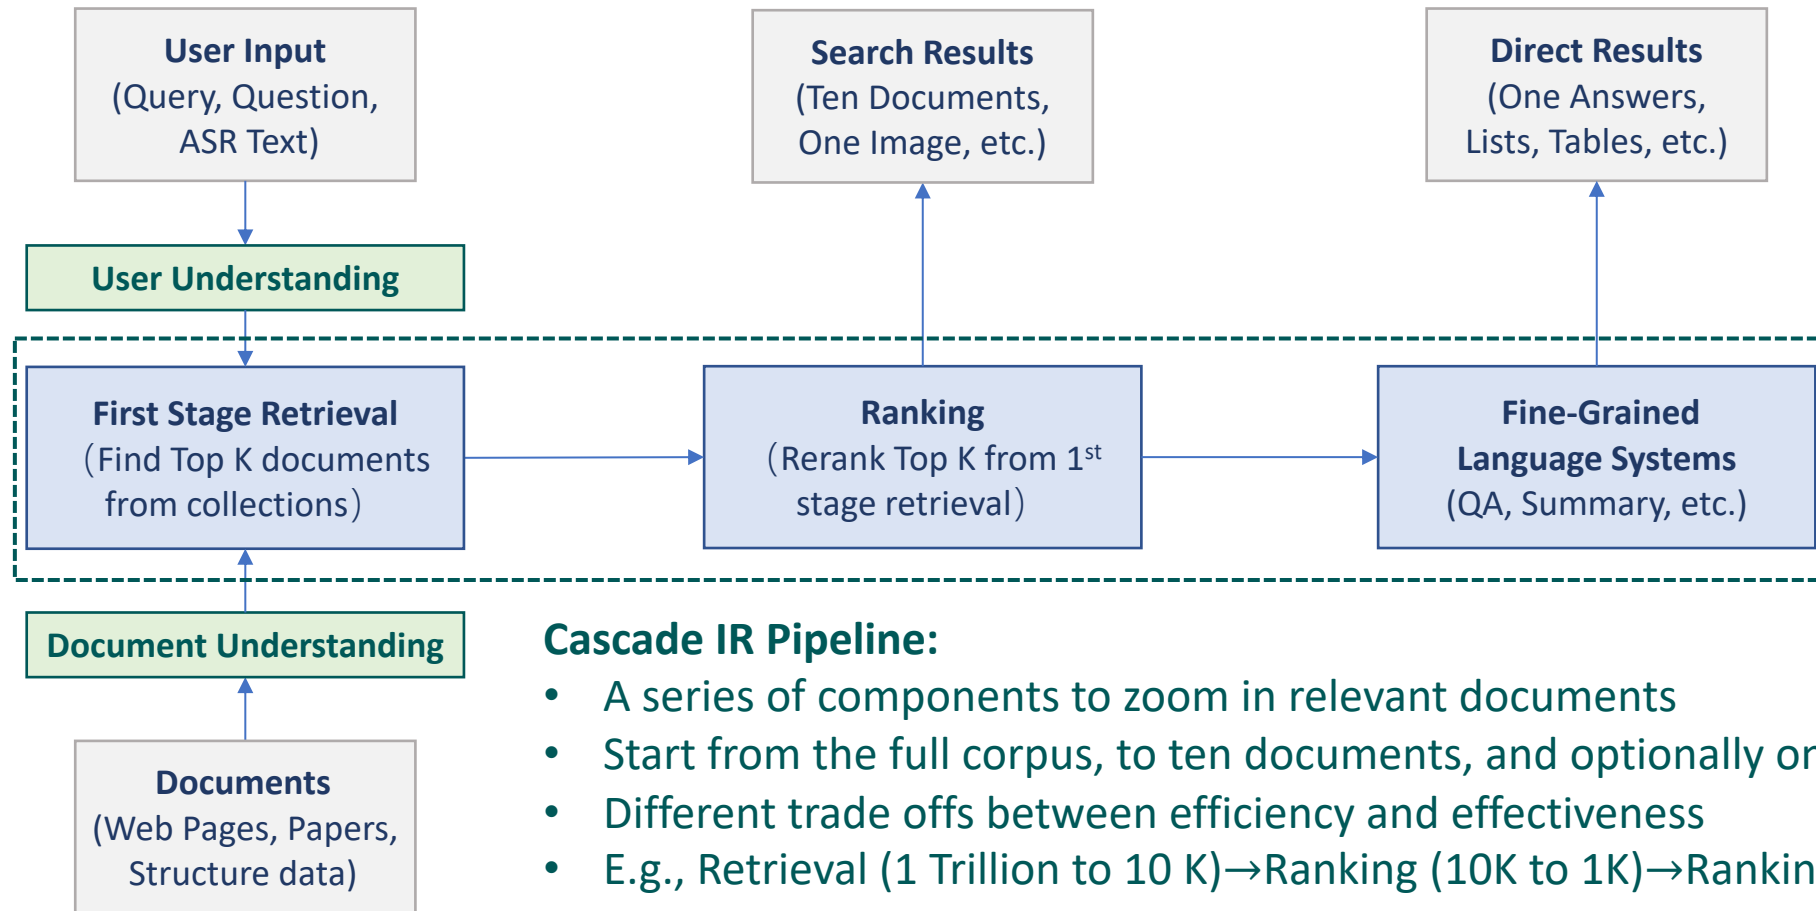 User Input
(Query, Question,
ASR Text)
Search Results
(Ten Documents,
One Image, etc.)
Direct Results
(One Answers,
Lists, Tables, etc.)
User Understanding
First Stage Retrieval
（Find Top K documents
from collections）
Ranking
（Rerank Top K from 1st
stage retrieval）
Fine-Grained
Language Systems
(QA, Summary, etc.)
Document Understanding
Documents
(Web Pages, Papers,
Structure data)
Cascade IR Pipeline:
• A series of components to zoom in relevant documents
• Start from the full corpus, to ten documents, and optionally
• Different trade offs between efficiency and effectiveness
• E.g., Retrieval (1 Trillion to 10 K)→Ranking (10K to 1K)→